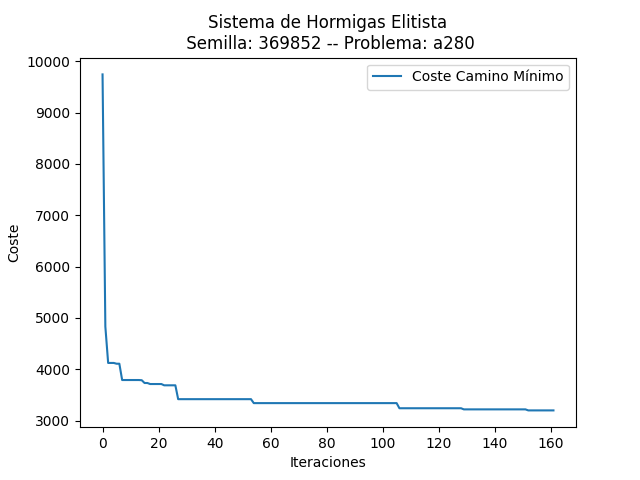 Sistema de Hormigas Elitista
Semilla: 369852 -- Problema: a280
Coste Camino Mínimo
10000
9000
8000
7000
6000
5000
4000
3000
Coste
0 20 40 60 80 100 120 140 160
Iteraciones